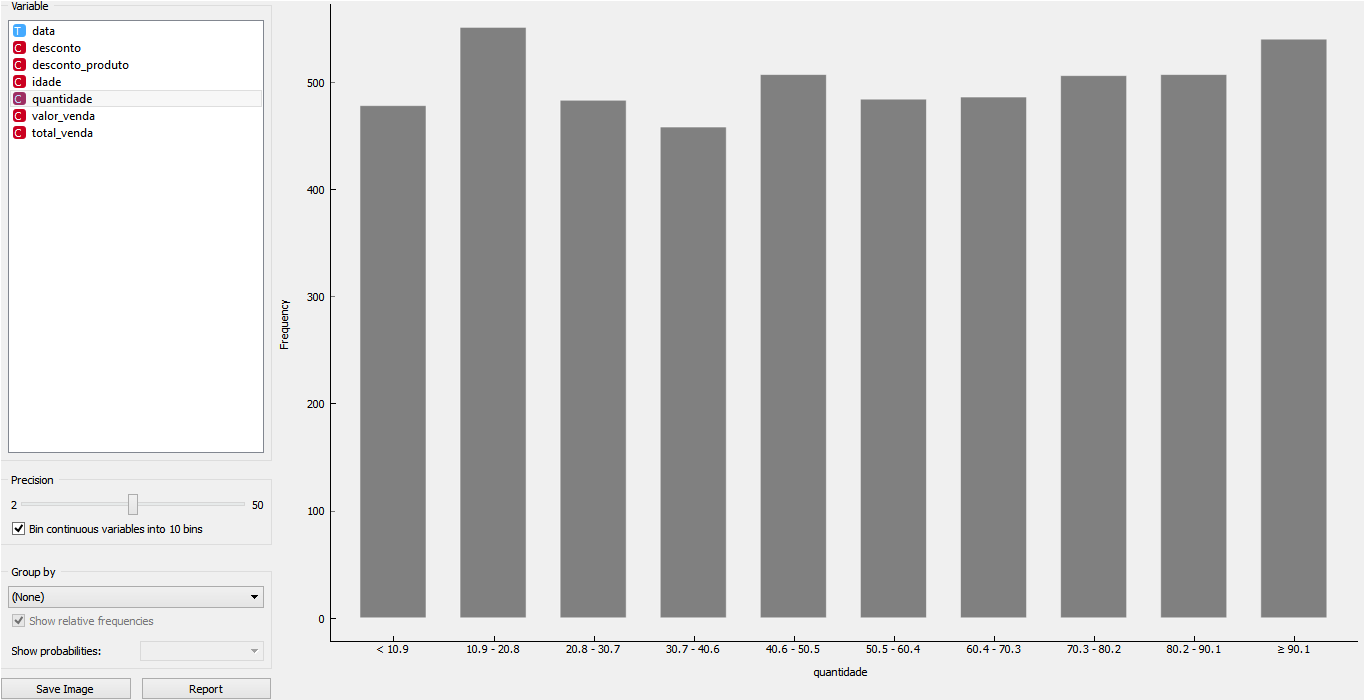 Variable
T data
C desconto
C desconto_produto
C idade
C quantidade
C valor_venda
C total_venda
Precision
2 50
Bin continuous variables into 10 bins
Group by
(None)
Show relative frequencies
Show probabilities:
Save Image Report
500
400
300
200
100
0
Frequency
< 10.9 10.9 - 20.8 20.8 - 30.7 30.7 - 40.6 40.6 - 50.5 50.5 - 60.4 60.4 - 70.3 70.3 - 80.2 80.2 - 90.1 ≥ 90.1
quantidade